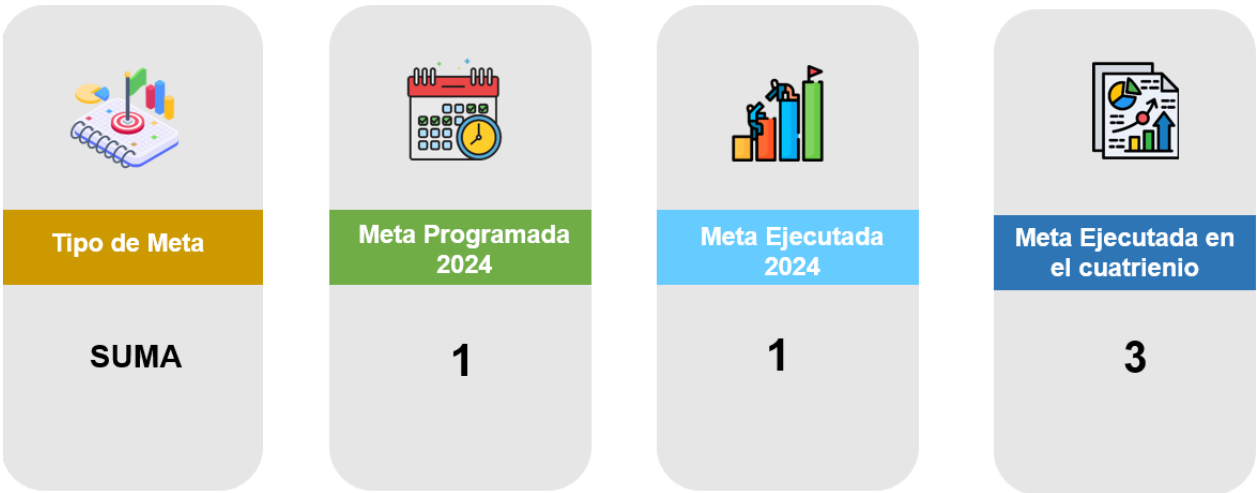 Tipo de Meta
SUMA
Meta Programada
2024
1
Meta Ejecutada
2024
1
Meta Ejecutada en
el cuatrienio
3